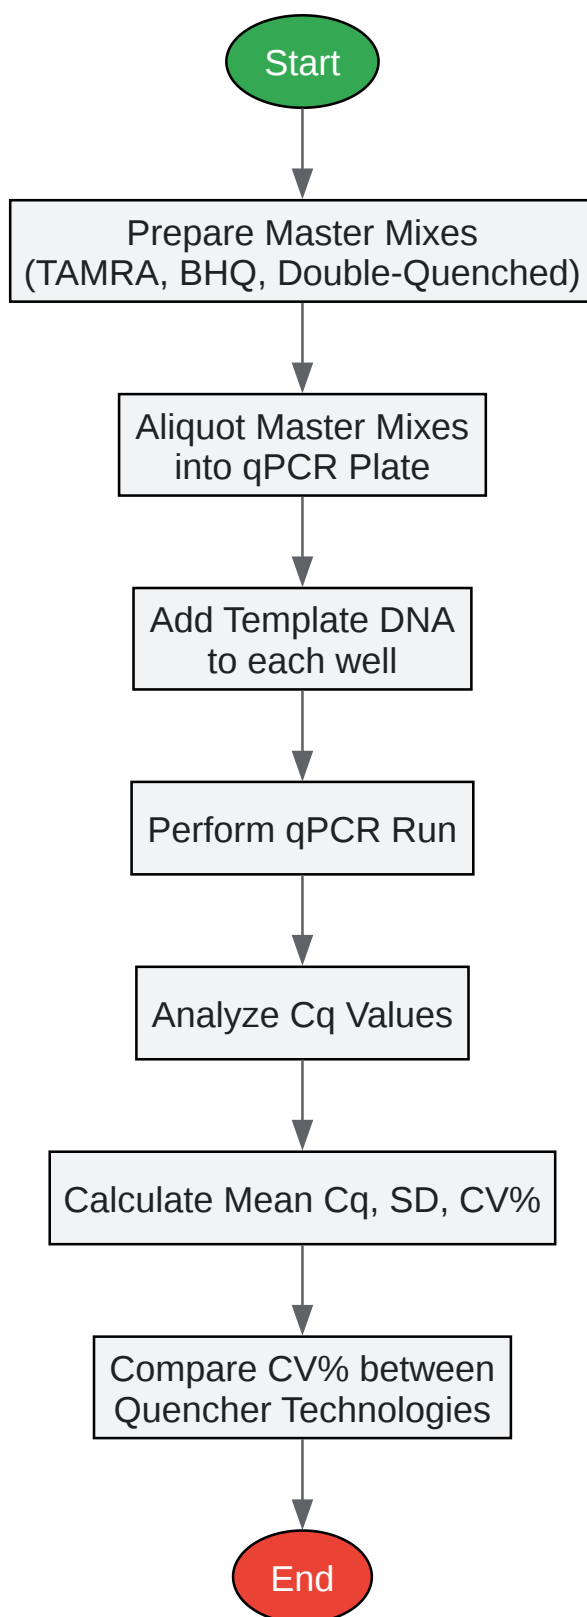 Start
Prepare Master Mixes
(TAMRA, BHQ, Double-Quenched)
Aliquot Master Mixes
into qPCR Plate
Add Template DNA
to each well
Perform qPCR Run
Analyze Cq Values
Calculate Mean Cq, SD, CV%
Compare CV% between
Quencher Technologies
End